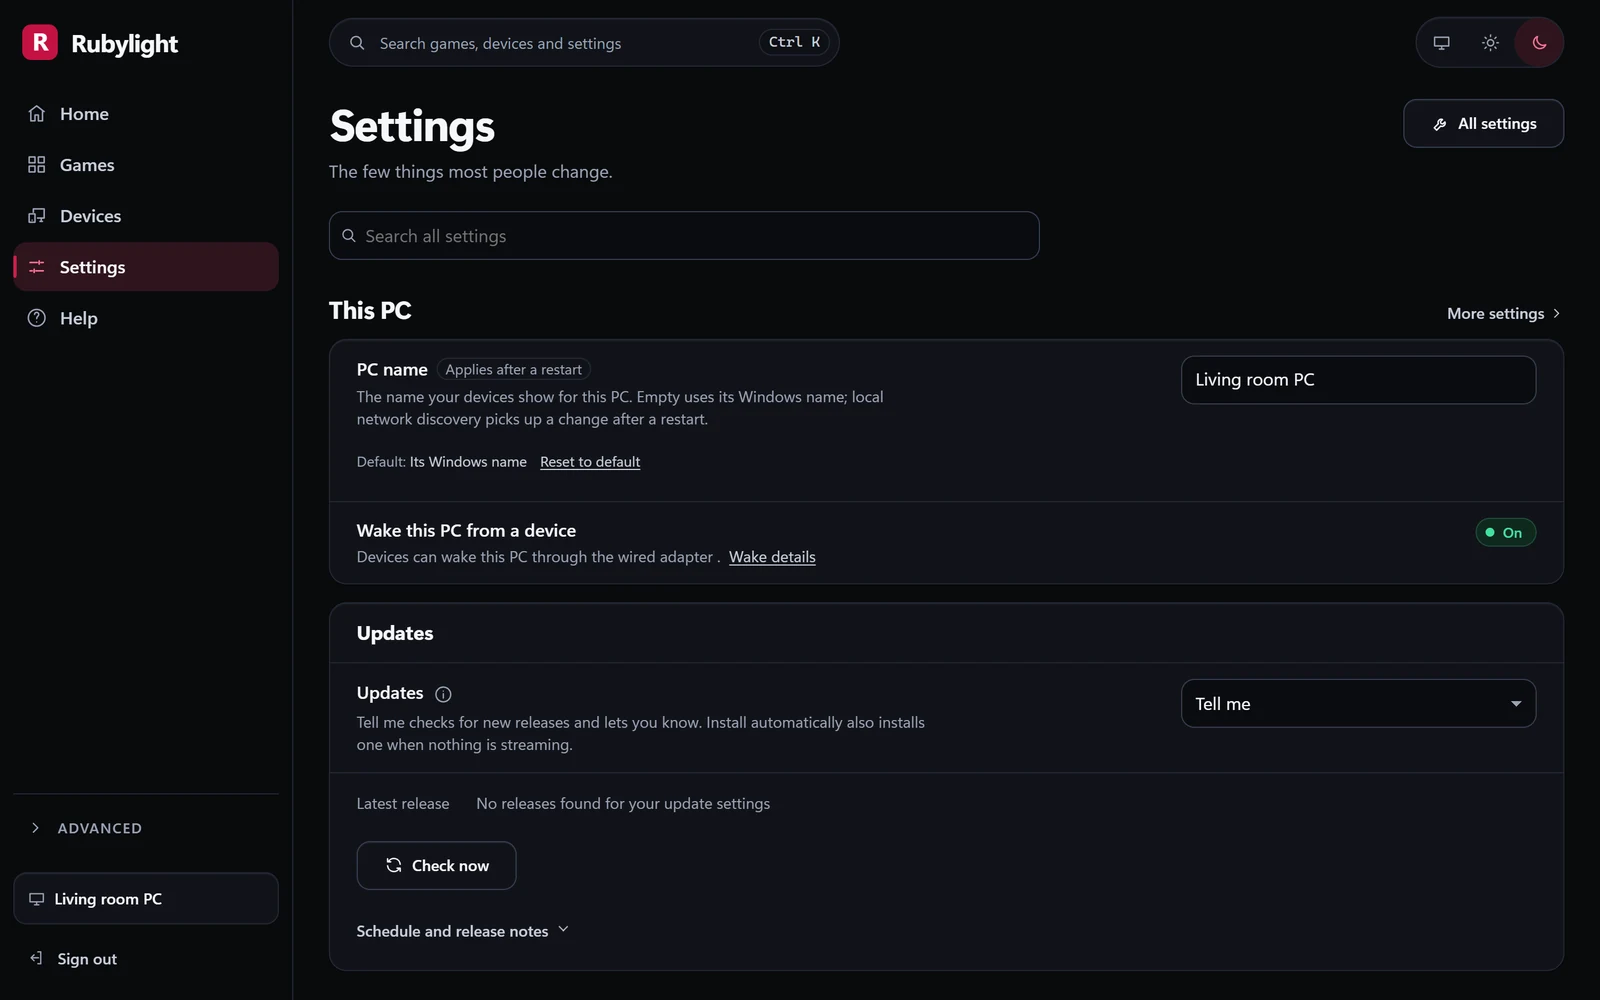 R Rubylight
Search games, devices and settings Ctrl K
Home
Games
Devices
Settings
Help
ADVANCED
Living room PC
Sign out
Settings
All settings
The few things most people change.
Search all settings
This PC
More settings
PC name Applies after a restart
The name your devices show for this PC. Empty uses its Windows name; local
network discovery picks up a change after a restart.
Default: Its Windows name Reset to default
Living room PC
Wake this PC from a device
Devices can wake this PC through the wired adapter . Wake details
On
Updates
Updates
Tell me checks for new releases and lets you know. Install automatically also installs
one when nothing is streaming.
Tell me
Latest release No releases found for your update settings
Check now
Schedule and release notes